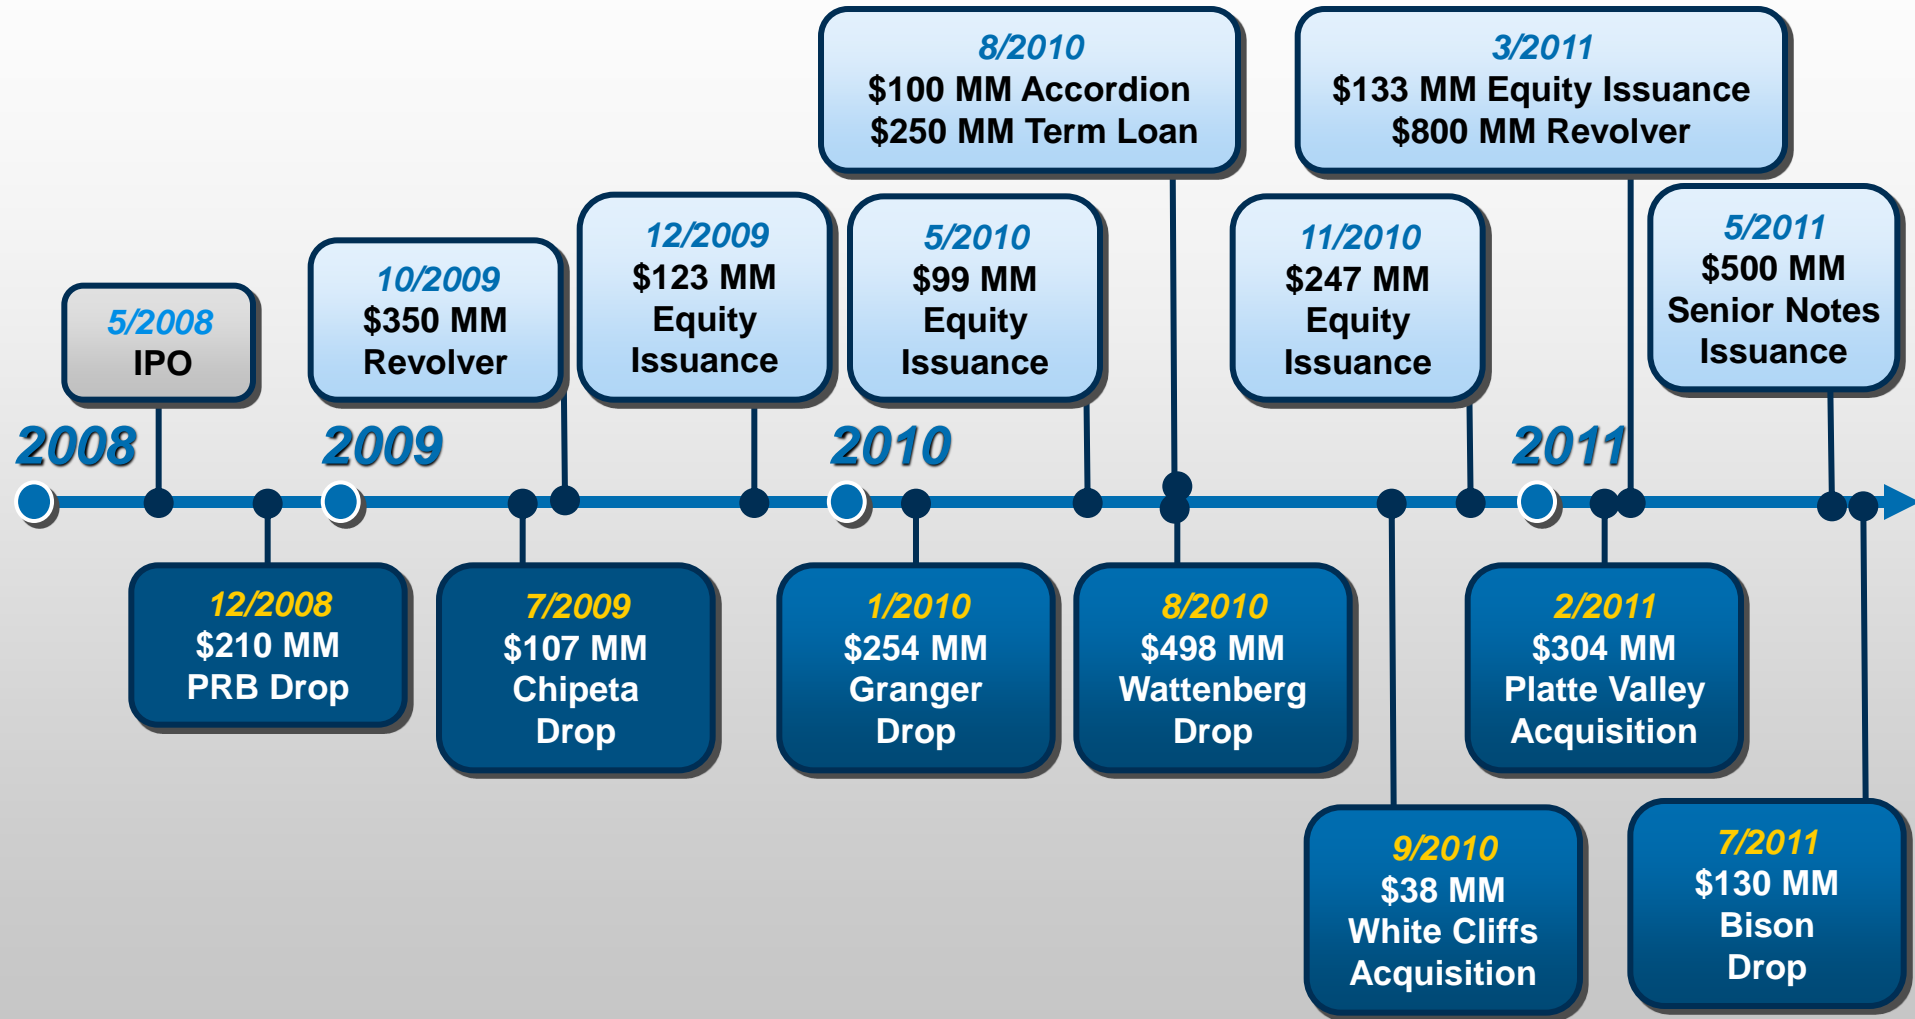 8/2010
$100 MM Accordion
$250 MM Term Loan
3/2011
$133 MM Equity Issuance
$800 MM Revolver
5/2008
IPO
10/2009
$350 MM
Revolver
12/2009
$123 MM
Equity
Issuance
5/2010
$99 MM
Equity
Issuance
11/2010
$247 MM
Equity
Issuance
5/2011
$500 MM
Senior Notes
Issuance
2008
2009
2010
2011
12/2008
$210 MM
PRB Drop
7/2009
$107 MM
Chipeta
Drop
1/2010
$254 MM
Granger
Drop
8/2010
$498 MM
Wattenberg
Drop
2/2011
$304 MM
Platte Valley
Acquisition
9/2010
$38 MM
White Cliffs
Acquisition
7/2011
$130 MM
Bison
Drop